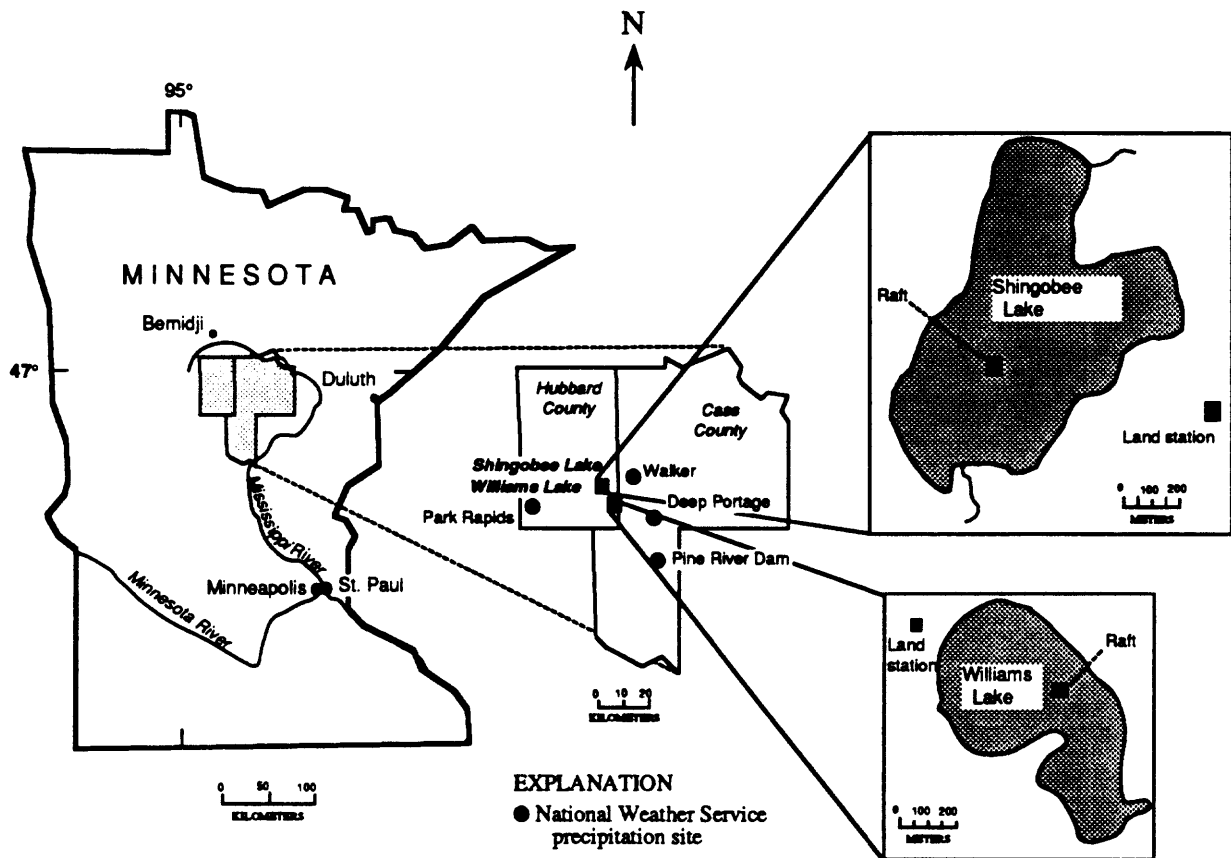 N
95°
MINNESOTA
Bemidji
47°
Duluth
Mississippi River
Minneapolis
St. Paul
Minnesota River
0 50 100
KILOMETERS
Hubbard
County
Cass
County
Shingobee Lake
Williams Lake
Walker
Park Rapids
Deep Portage
Pine River Dam
0 10 20
KILOMETERS
EXPLANATION
National Weather Service
precipitation site
Raft
Shingobee
Lake
Land station
0 100 200
METERS
Land
station
Raft
Williams
Lake
0 100 200
METERS